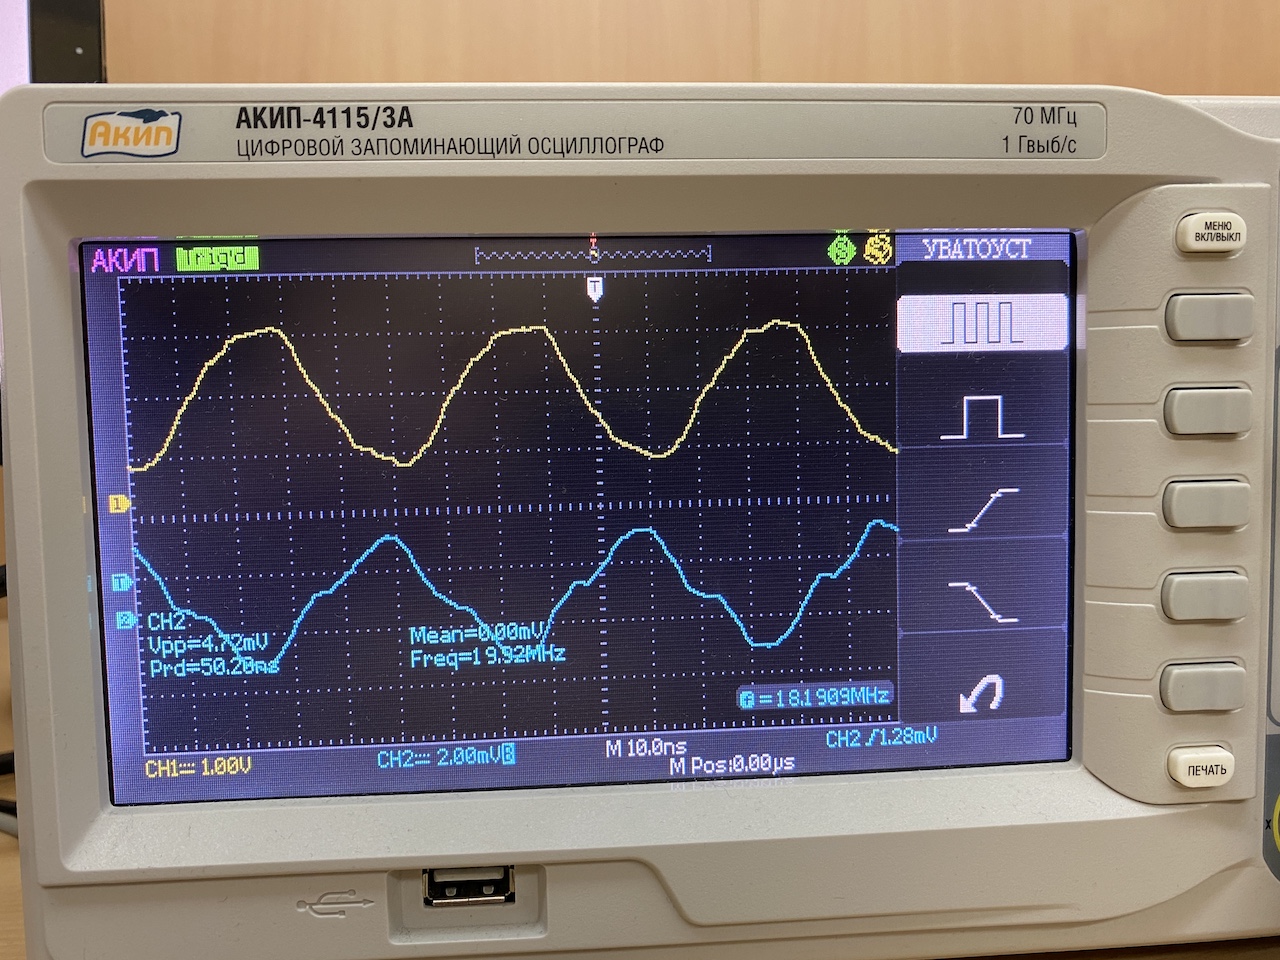 АКИП
АКИП-4115/3А
ЦИФРОВОЙ ЗАПОМИНАЮЩИЙ ОСЦИЛЛОГРАФ
70 МГц
1 Гвыб/с
АКИП
T
УВАТОУСТ
МЕНЮ
ВКЛ/ВЫКЛ
1
T
2
CH2
Vpp=4.72mV
Prd=50.20ns
Mean=0.00mV
Freq=19.92MHz
f=18.1909MHz
CH1 1.00V
CH2 2.00mV B
M 10.0ns
M Pos:0.00µs
CH2 /1.28mV
ПЕЧАТЬ
X